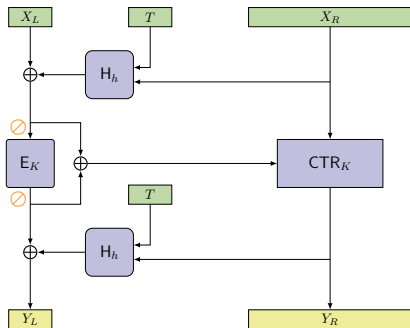 X_L T X_R
H_h
E_K CTR_K
T
H_h
Y_L Y_R